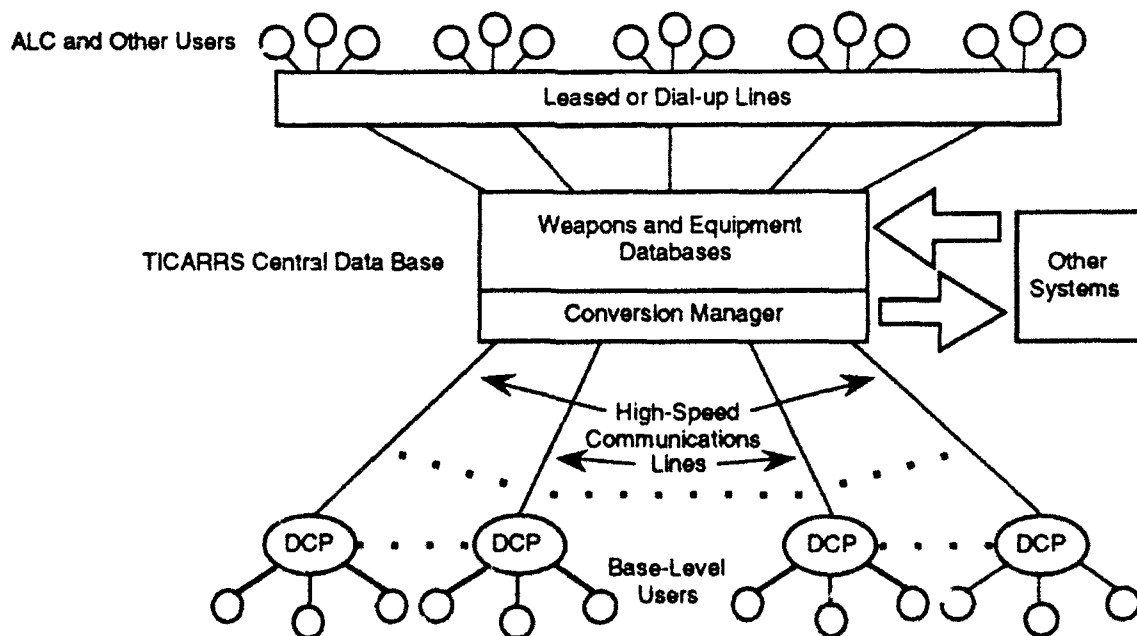 ALC and Other Users
Leased or Dial-up Lines
Weapons and Equipment
Databases
TICARRS Central Data Base
Other
Systems
Conversion Manager
High-Speed
Communications
Lines
DCP
DCP
DCP
DCP
Base-Level
Users